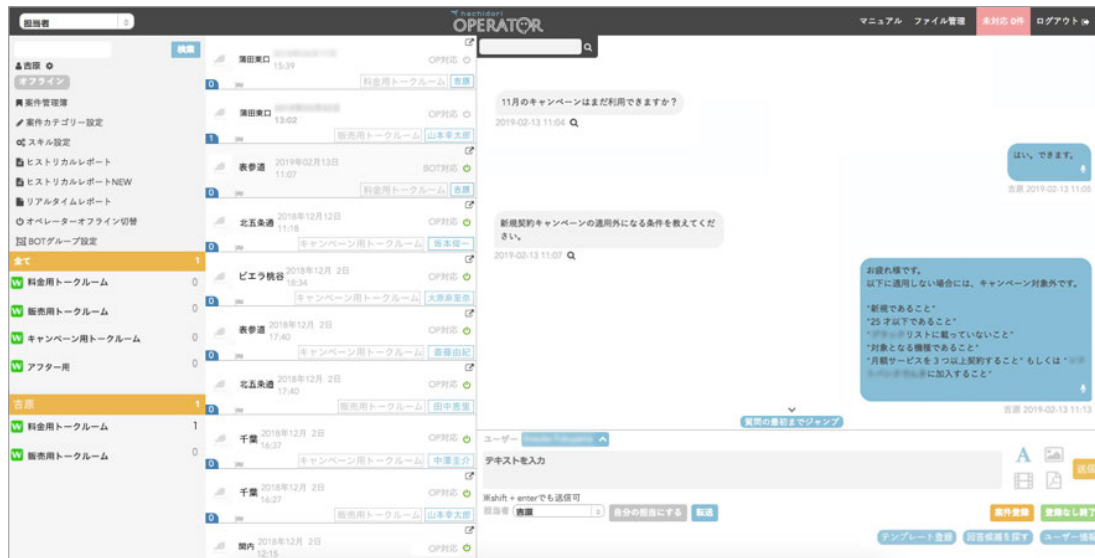 担当者
hachidori
OPERATOR
マニュアル ファイル管理 未対応 0件 ログアウト
検索
吉原
オフライン
案件管理簿
案件カテゴリー設定
スキル設定
ヒストリカルレポート
ヒストリカルレポートNEW
リアルタイムレポート
オペレーターオフライン切替
BOTグループ設定
全て 1
料金用トークルーム 0
販売用トークルーム 0
キャンペーン用トークルーム 0
アフター用 0
吉原 1
料金用トークルーム 1
販売用トークルーム 0
蒲田東口 15:39 OP対応
0 料金用トークルーム 吉原
蒲田東口 13:02 OP対応
1 販売用トークルーム 山本幸太郎
表参道 2019年02月13日 11:07 BOT対応
0 料金用トークルーム 吉原
北五条通 2018年12月12日 11:18 OP対応
0 キャンペーン用トークルーム 坂本俊一
ピエラ桃谷 2018年12月 2日 18:34 OP対応
0 キャンペーン用トークルーム 大原麻里奈
表参道 2018年12月 2日 17:40 OP対応
0 キャンペーン用トークルーム 斎藤由紀
北五条通 2018年12月 2日 17:40 OP対応
0 販売用トークルーム 田中恵里
千葉 2018年12月 2日 16:37 OP対応
0 キャンペーン用トークルーム 中澤圭介
千葉 2018年12月 2日 16:27 OP対応
0 販売用トークルーム 山本幸太郎
関内 2018年12月 2日 12:15 OP対応
11月のキャンペーンはまだ利用できますか？
2019-02-13 11:04
はい、できます。
吉原 2019-02-13 11:05
新規契約キャンペーンの適用外になる条件を教えてくだ
さい。
2019-02-13 11:07
お疲れ様です。
以下に適用しない場合には、キャンペーン対象外です。
"新規であること"
"25 才以下であること"
リストに載っていないこと"
"対象となる機種であること"
"月額サービスを３つ以上契約すること" もしくは "
に加入すること"
吉原 2019-02-13 11:13
質問の最初までジャンプ
ユーザー
テキストを入力
送信
※shift + enterでも送信可
担当者 吉原 自分の担当にする 転送
案件登録 登録なし終了
テンプレート登録 回答候補を探す ユーザー情報